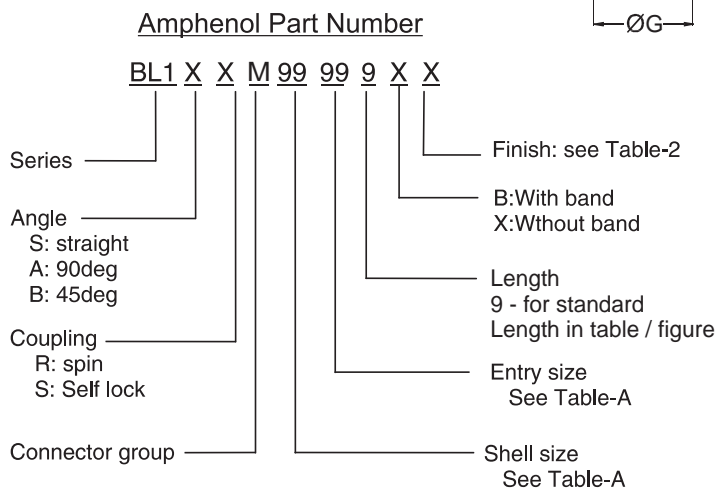 Amphenol Part Number
ØG
BL1 X X M 99 99 9 X X
Series
Angle
S: straight
A: 90deg
B: 45deg
Coupling
R: spin
S: Self lock
Connector group
Finish: see Table-2
B:With band
X:Wthout band
Length
9 - for standard
Length in table / figure
Entry size
See Table-A
Shell size
See Table-A